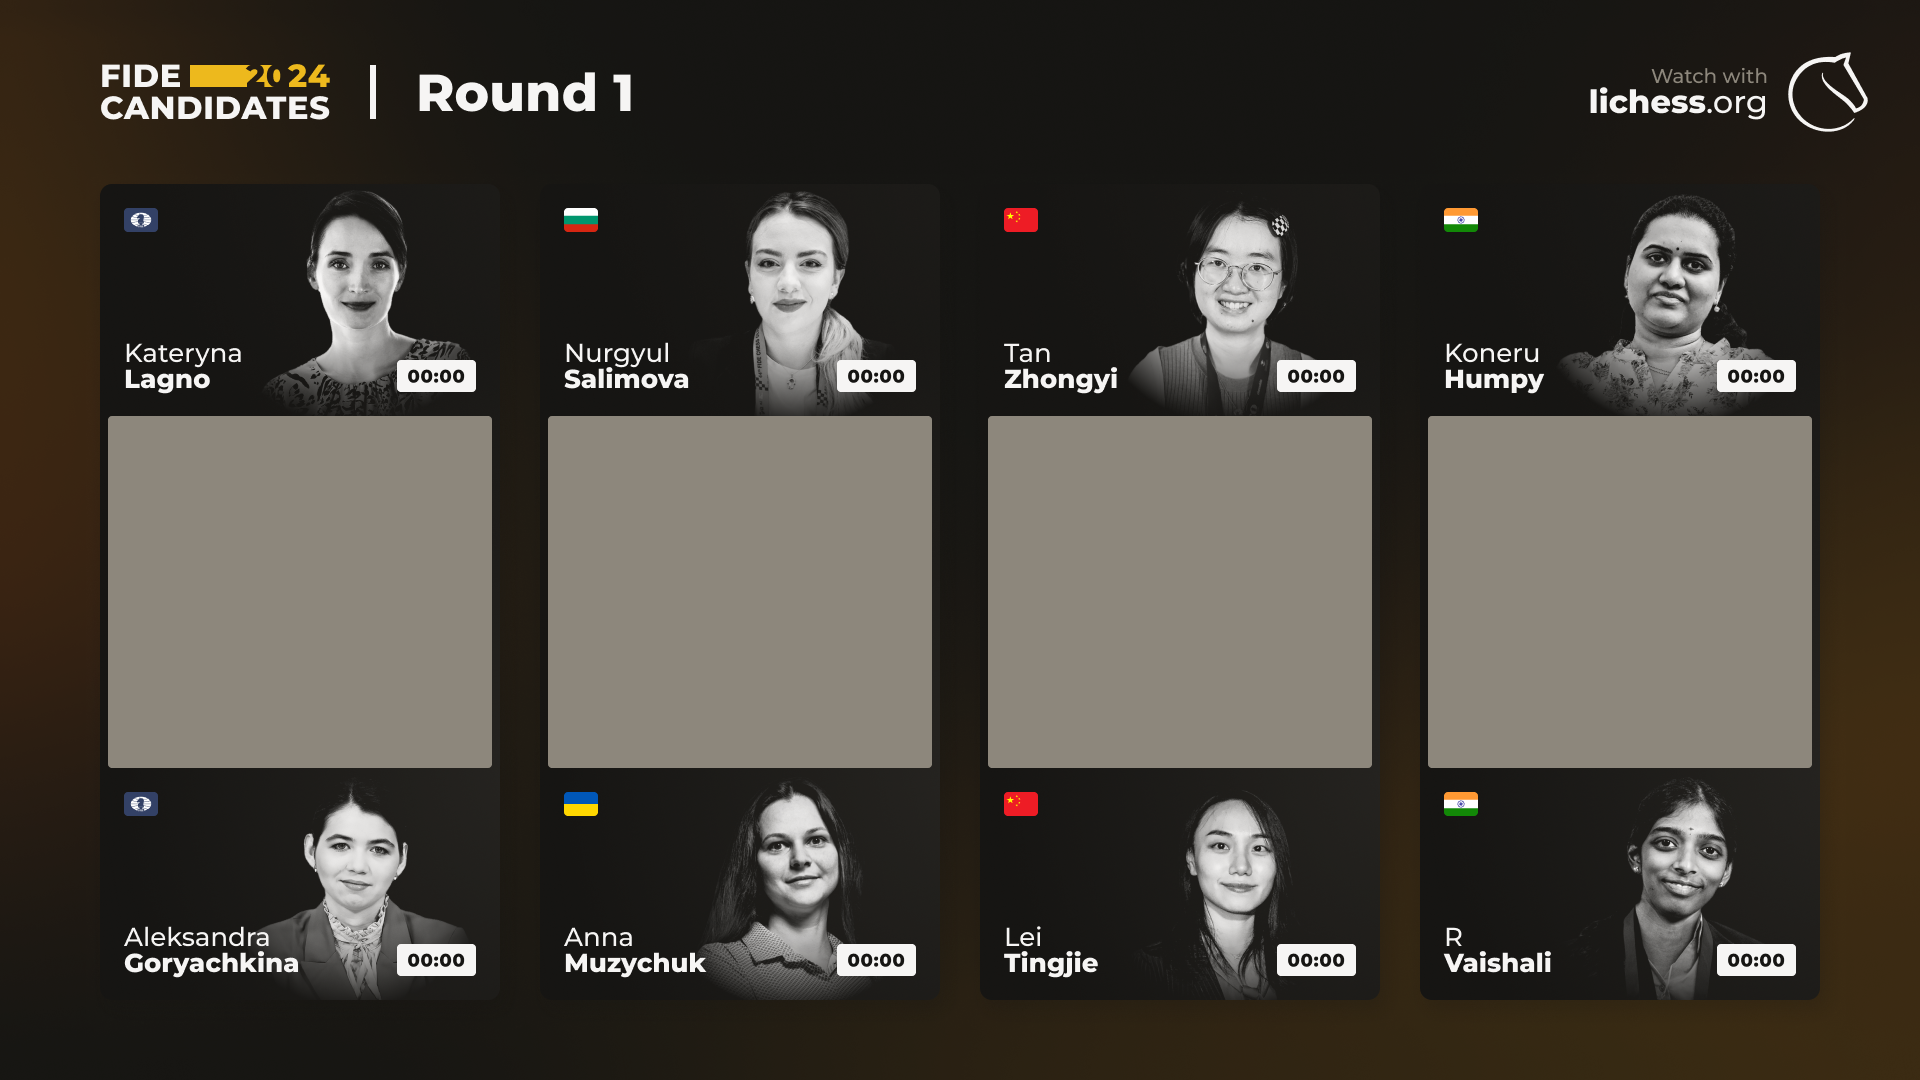 FIDE 2024
CANDIDATES
Round 1
Watch with
lichess.org
Kateryna
Lagno
00:00
Nurgyul
Salimova
00:00
Tan
Zhongyi
00:00
Koneru
Humpy
00:00
Aleksandra
Goryachkina
00:00
Anna
Muzychuk
00:00
Lei
Tingjie
00:00
R
Vaishali
00:00